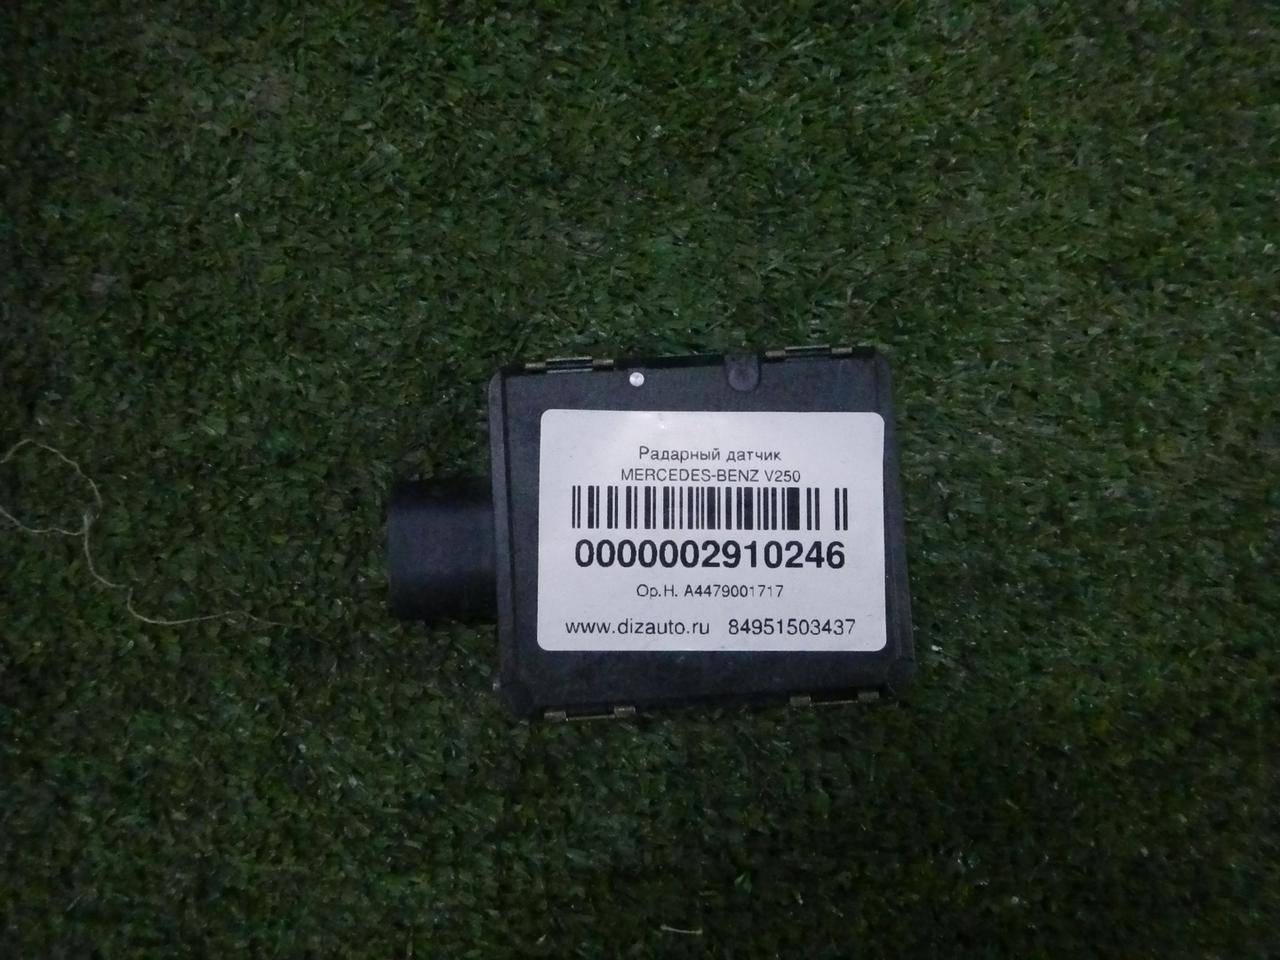 Радарный датчик
MERCEDES-BENZ V250
0000002910246
Ор.Н. A4479001717
www.dizauto.ru 84951503437